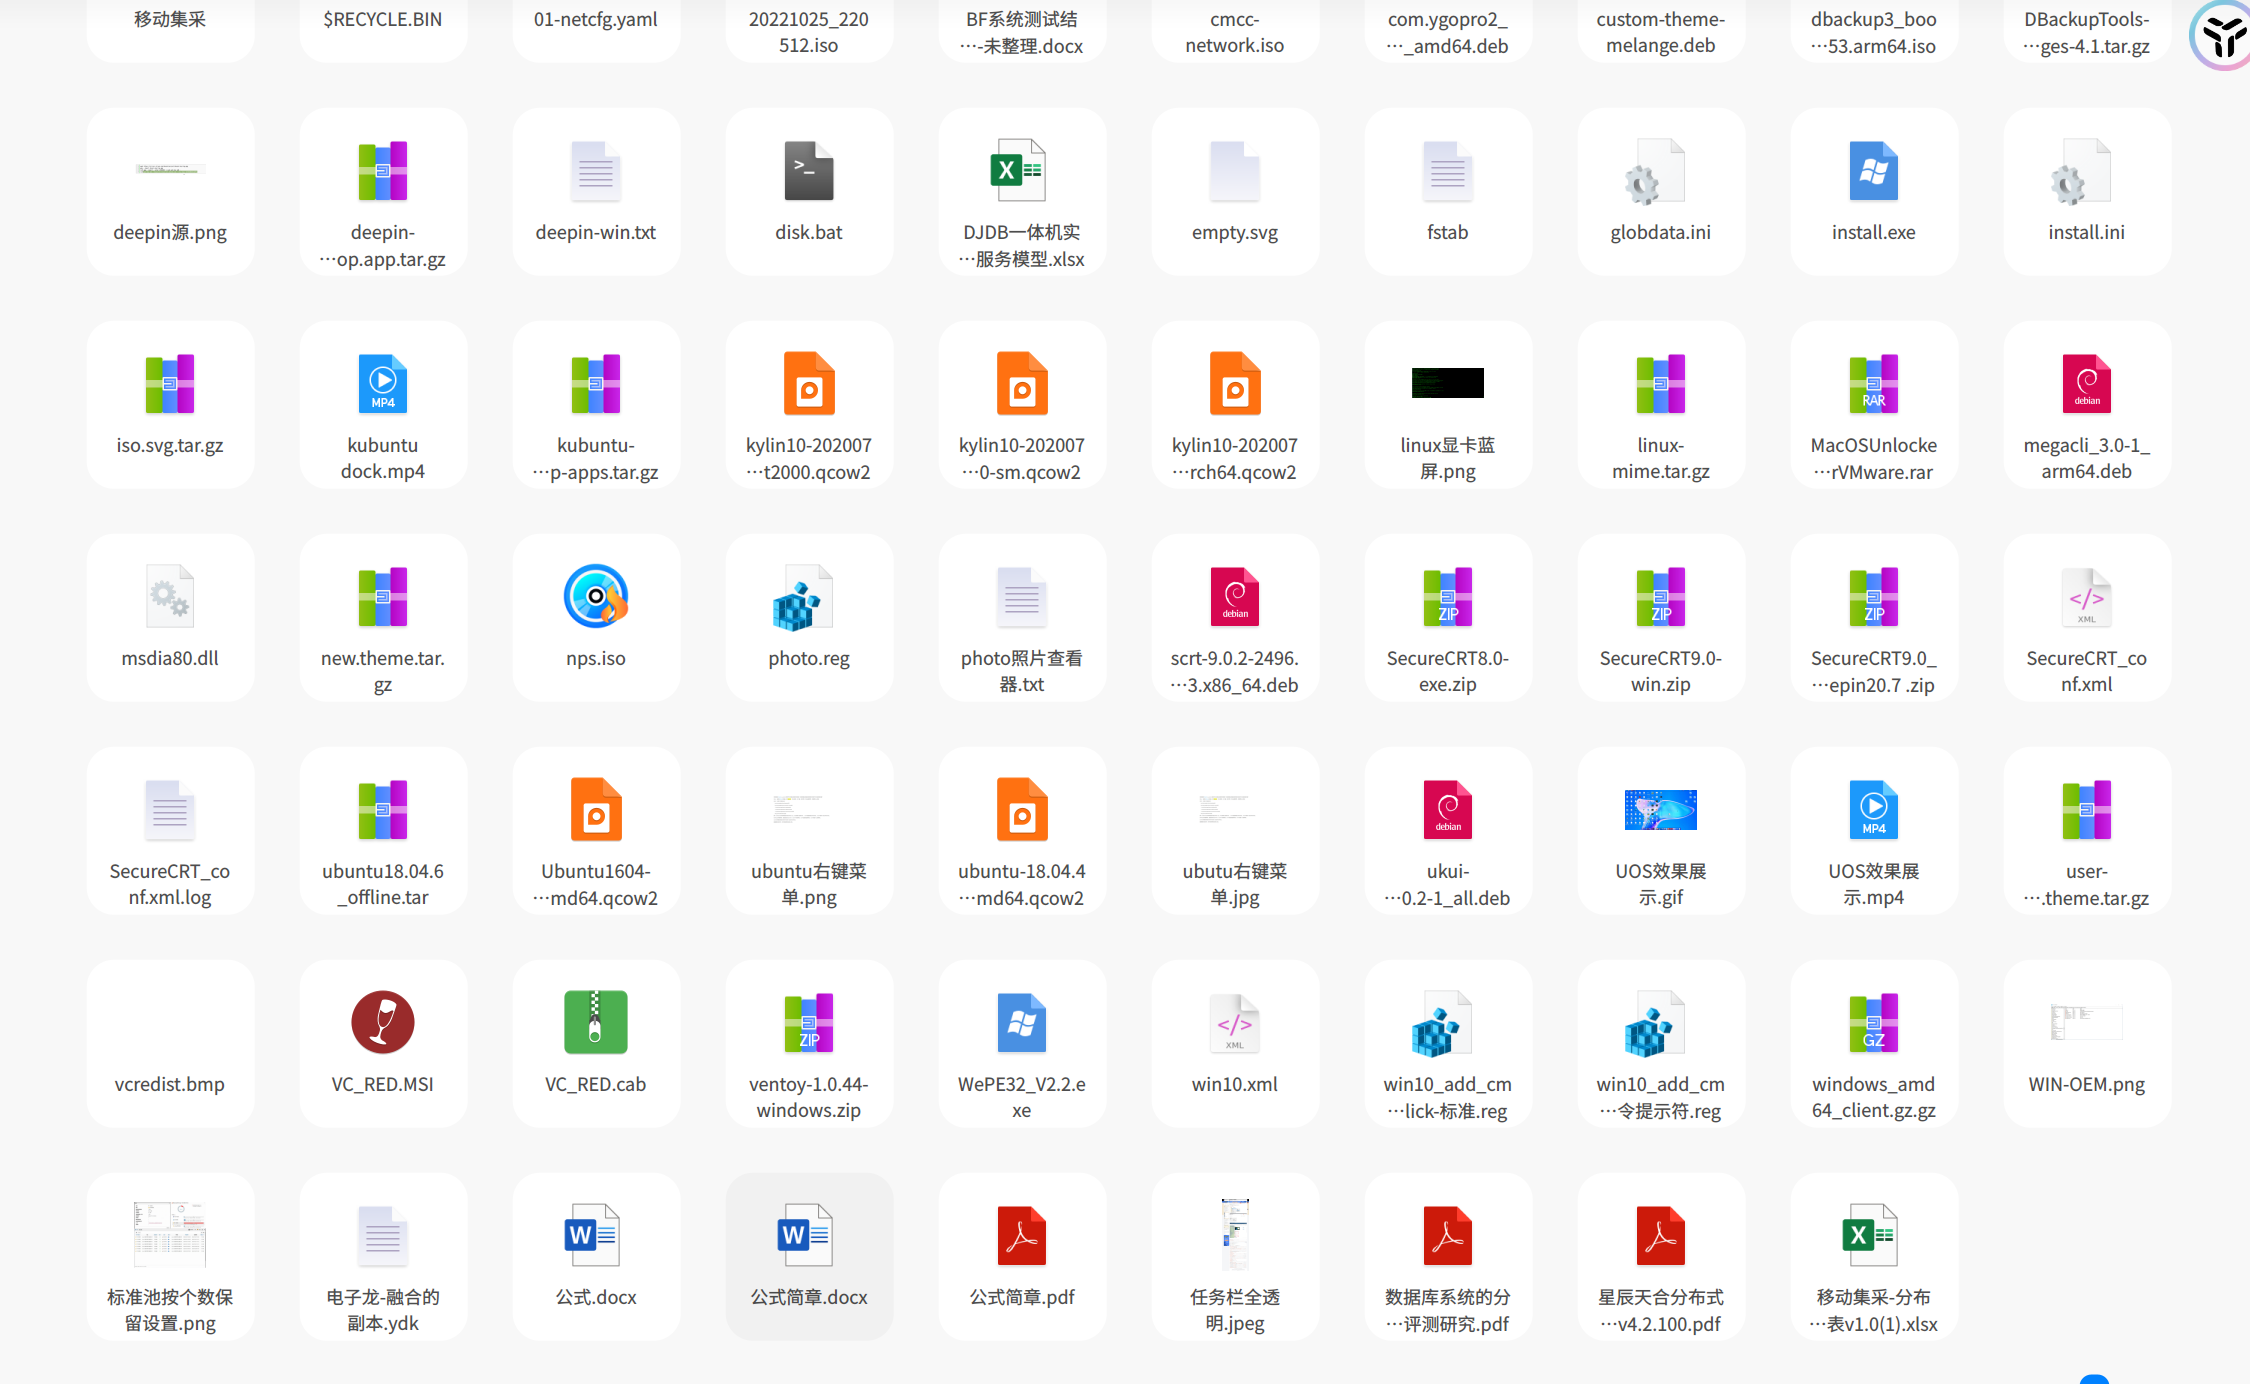 移动集采
$RECYCLE.BIN
01-netcfg.yaml
20221025_220
512.iso
BF系统测试结
…-未整理.docx
cmcc-
network.iso
com.ygopro2_
…_amd64.deb
custom-theme-
melange.deb
dbackup3_boo
…53.arm64.iso
DBackupTools-
…ges-4.1.tar.gz
deepin源.png
deepin-
…op.app.tar.gz
deepin-win.txt
disk.bat
DJDB一体机实
…服务模型.xlsx
empty.svg
fstab
globdata.ini
install.exe
install.ini
iso.svg.tar.gz
MP4
kubuntu
dock.mp4
kubuntu-
…p-apps.tar.gz
kylin10-202007
…t2000.qcow2
kylin10-202007
…0-sm.qcow2
kylin10-202007
…rch64.qcow2
linux显卡蓝
屏.png
linux-
mime.tar.gz
RAR
MacOSUnlocke
…rVMware.rar
debian
megacli_3.0-1_
arm64.deb
msdia80.dll
new.theme.tar.
gz
nps.iso
photo.reg
photo照片查看
器.txt
debian
scrt-9.0.2-2496.
…3.x86_64.deb
ZIP
SecureCRT8.0-
exe.zip
ZIP
SecureCRT9.0-
win.zip
ZIP
SecureCRT9.0_
…epin20.7 .zip
</>
XML
SecureCRT_co
nf.xml
SecureCRT_co
nf.xml.log
ubuntu18.04.6
_offline.tar
Ubuntu1604-
…md64.qcow2
ubuntu右键菜
单.png
ubuntu-18.04.4
…md64.qcow2
ubutu右键菜
单.jpg
debian
ukui-
…0.2-1_all.deb
UOS效果展
示.gif
MP4
UOS效果展
示.mp4
user-
….theme.tar.gz
vcredist.bmp
VC_RED.MSI
VC_RED.cab
ZIP
ventoy-1.0.44-
windows.zip
WePE32_V2.2.e
xe
</>
XML
win10.xml
win10_add_cm
…lick-标准.reg
win10_add_cm
…令提示符.reg
GZ
windows_amd
64_client.gz.gz
WIN-OEM.png
标准池按个数保
留设置.png
电子龙-融合的
副本.ydk
W
公式.docx
W
公式简章.docx
公式简章.pdf
任务栏全透
明.jpeg
数据库系统的分
…评测研究.pdf
星辰天合分布式
…v4.2.100.pdf
X
移动集采-分布
…表v1.0(1).xlsx